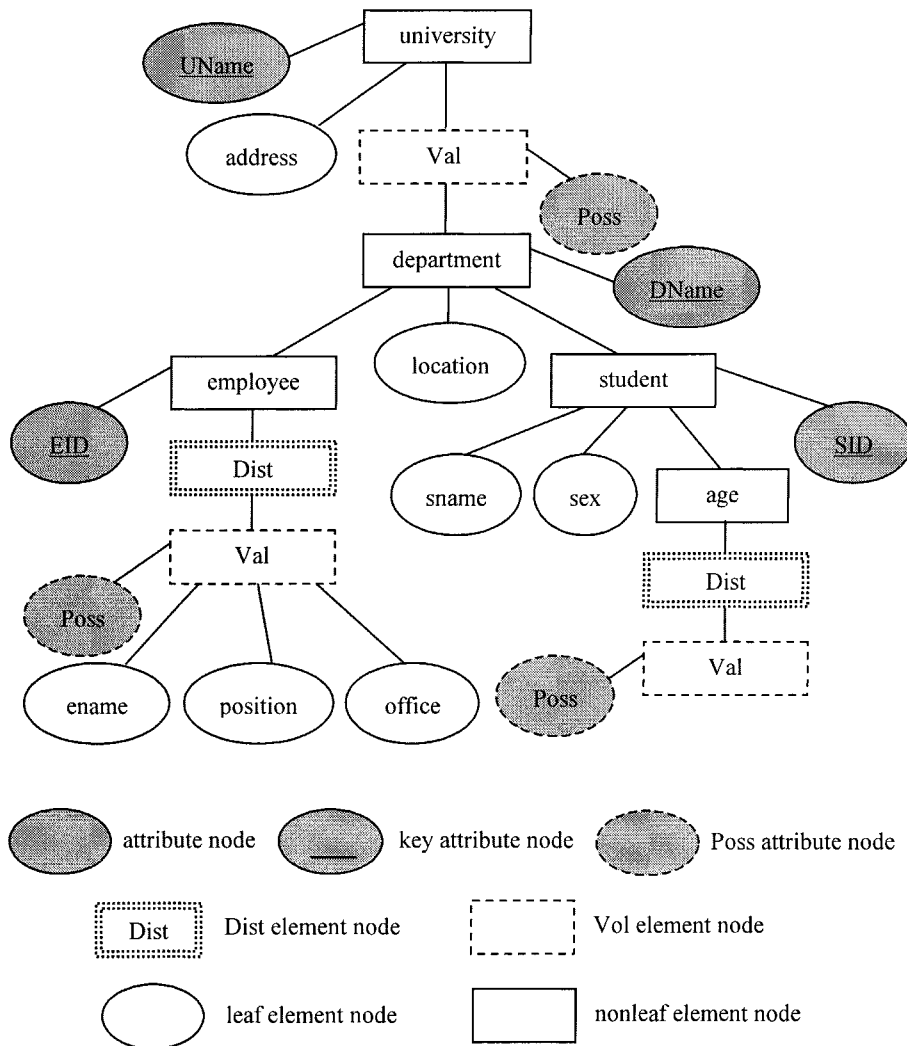 university
UName
address
Val
Poss
department
DName
employee
location
student
EID
SID
Dist
sname
sex
age
Val
Dist
Poss
Val
ename
position
office
Poss
attribute node
key attribute node
Poss attribute node
Dist
Dist element node
Vol element node
leaf element node
nonleaf element node